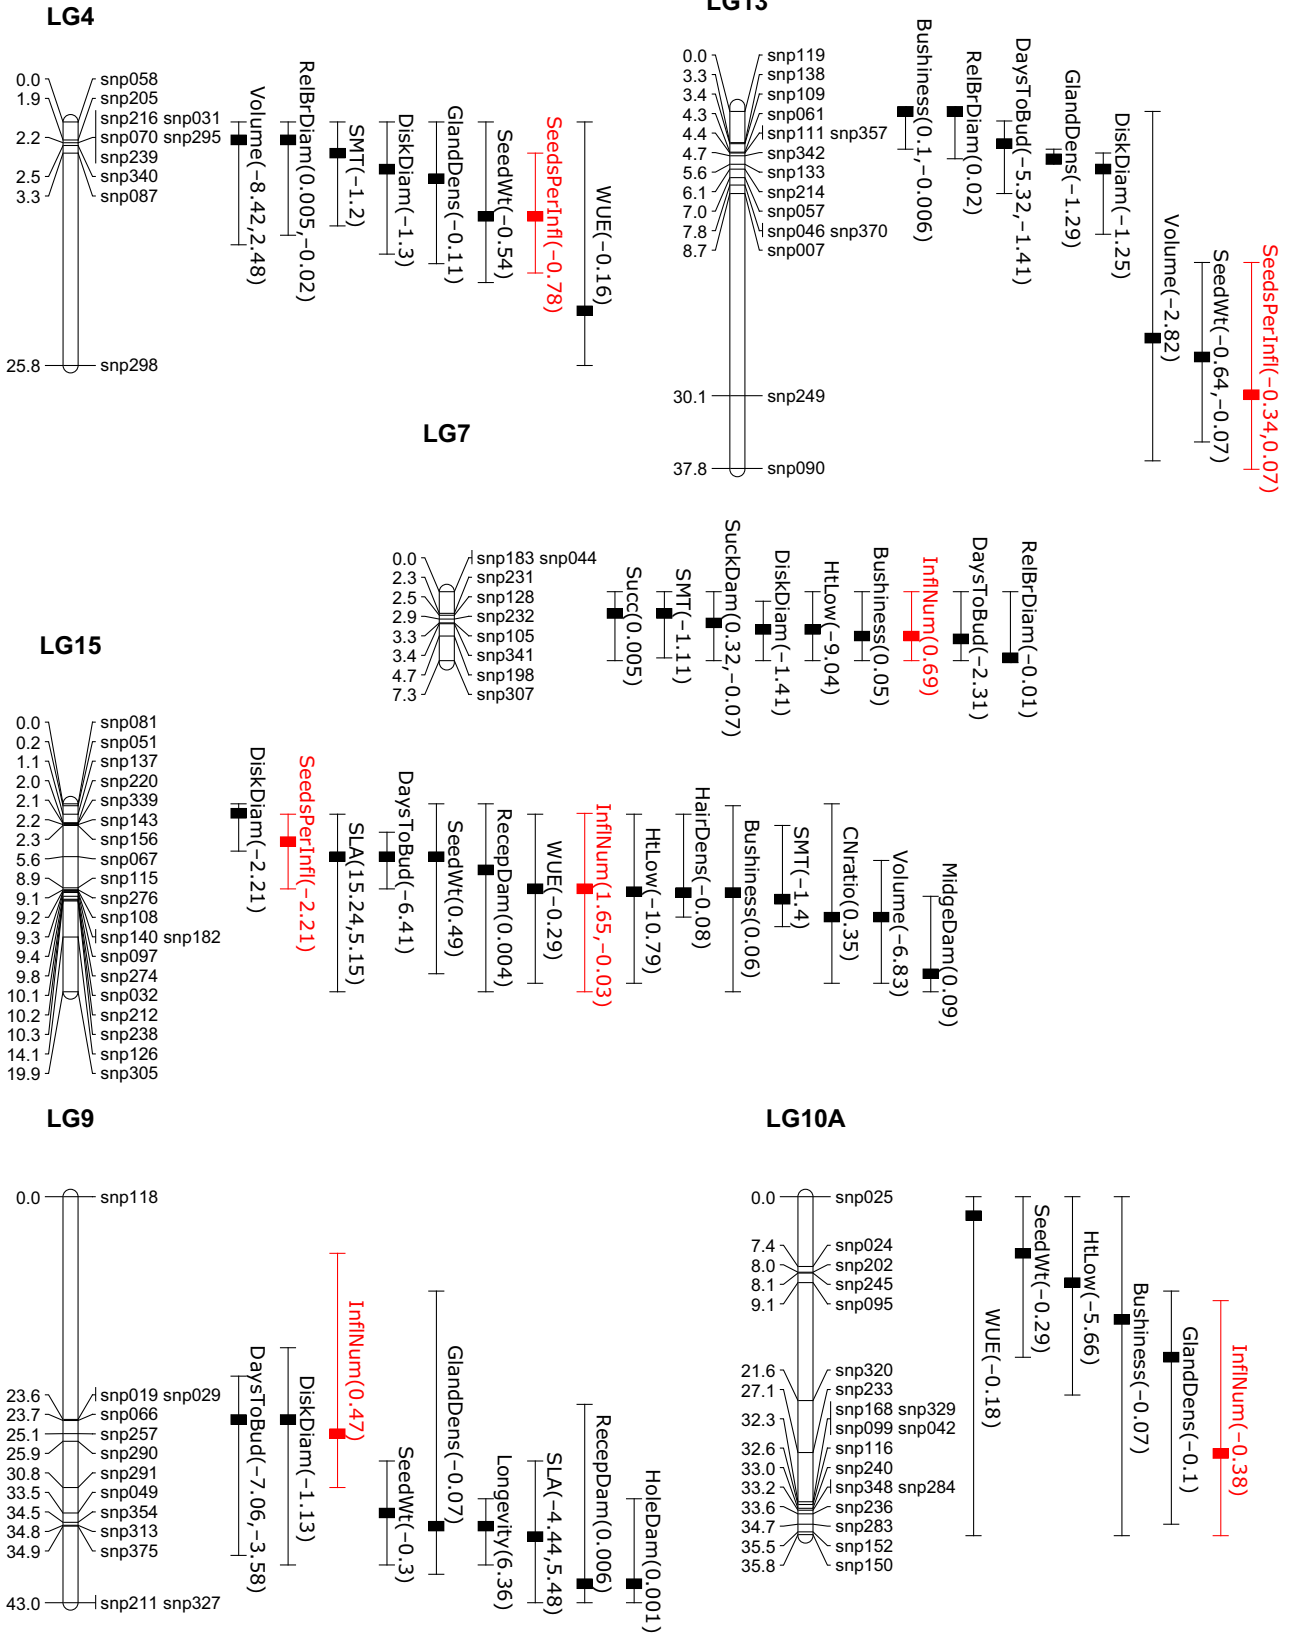 LG4
0.0
1.9
2.2
2.5
3.3
25.8
snp058
snp205
snp216 snp031
snp070 snp295
snp239
snp340
snp087
snp298
Volume(−8.42,2.48)
RelBrDiam(0.005,−0.02)
SMT(−1.2)
DiskDiam(−1.3)
GlandDens(−0.11)
SeedWt(−0.54)
SeedsPerInfl(−0.78)
WUE(−0.16)
LG13
0.0
3.3
3.4
4.3
4.4
4.7
5.6
6.1
7.0
7.8
8.7
30.1
37.8
snp119
snp138
snp109
snp061
snp111 snp357
snp342
snp133
snp214
snp057
snp046 snp370
snp007
snp249
snp090
Bushiness(0.1,−0.006)
RelBrDiam(0.02)
DaysToBud(−5.32,−1.41)
GlandDens(−1.29)
DiskDiam(−1.25)
Volume(−2.82)
SeedWt(−0.64,−0.07)
SeedsPerInfl(−0.34,0.07)
LG7
0.0
2.3
2.5
2.9
3.3
3.4
4.7
7.3
snp183 snp044
snp231
snp128
snp232
snp105
snp341
snp198
snp307
Succ(0.005)
SMT(−1.11)
SuckDam(0.32,−0.07)
DiskDiam(−1.41)
HtLow(−9.04)
Bushiness(0.05)
InflNum(0.69)
DaysToBud(−2.31)
RelBrDiam(−0.01)
LG15
0.0
0.2
1.1
2.0
2.1
2.2
2.3
5.6
8.9
9.1
9.2
9.3
9.4
9.8
10.1
10.2
10.3
14.1
19.9
snp081
snp051
snp137
snp220
snp339
snp143
snp156
snp067
snp115
snp276
snp108
snp140 snp182
snp097
snp274
snp032
snp212
snp238
snp126
snp305
DiskDiam(−2.21)
SeedsPerInfl(−2.21)
SLA(15.24,5.15)
DaysToBud(−6.41)
SeedWt(0.49)
RecepDam(0.004)
WUE(−0.29)
InflNum(1.65,−0.03)
HtLow(−10.79)
HairDens(−0.08)
Bushiness(0.06)
SMT(−1.4)
CNratio(0.35)
Volume(−6.83)
MidgeDam(0.09)
LG9
0.0
23.6
23.7
25.1
25.9
30.8
33.5
34.5
34.8
34.9
43.0
snp118
snp019 snp029
snp066
snp257
snp290
snp291
snp049
snp354
snp313
snp375
snp211 snp327
DaysToBud(−7.06,−3.58)
DiskDiam(−1.13)
InflNum(0.47)
SeedWt(−0.3)
GlandDens(−0.07)
Longevity(6.36)
SLA(−4.44,5.48)
RecepDam(0.006)
HoleDam(0.001)
LG10A
0.0
7.4
8.0
8.1
9.1
21.6
27.1
32.3
32.6
33.0
33.2
33.6
34.7
35.5
35.8
snp025
snp024
snp202
snp245
snp095
snp320
snp233
snp168 snp329
snp099 snp042
snp116
snp240
snp348 snp284
snp236
snp283
snp152
snp150
WUE(−0.18)
SeedWt(−0.29)
HtLow(−5.66)
Bushiness(−0.07)
GlandDens(−0.1)
InflNum(−0.38)